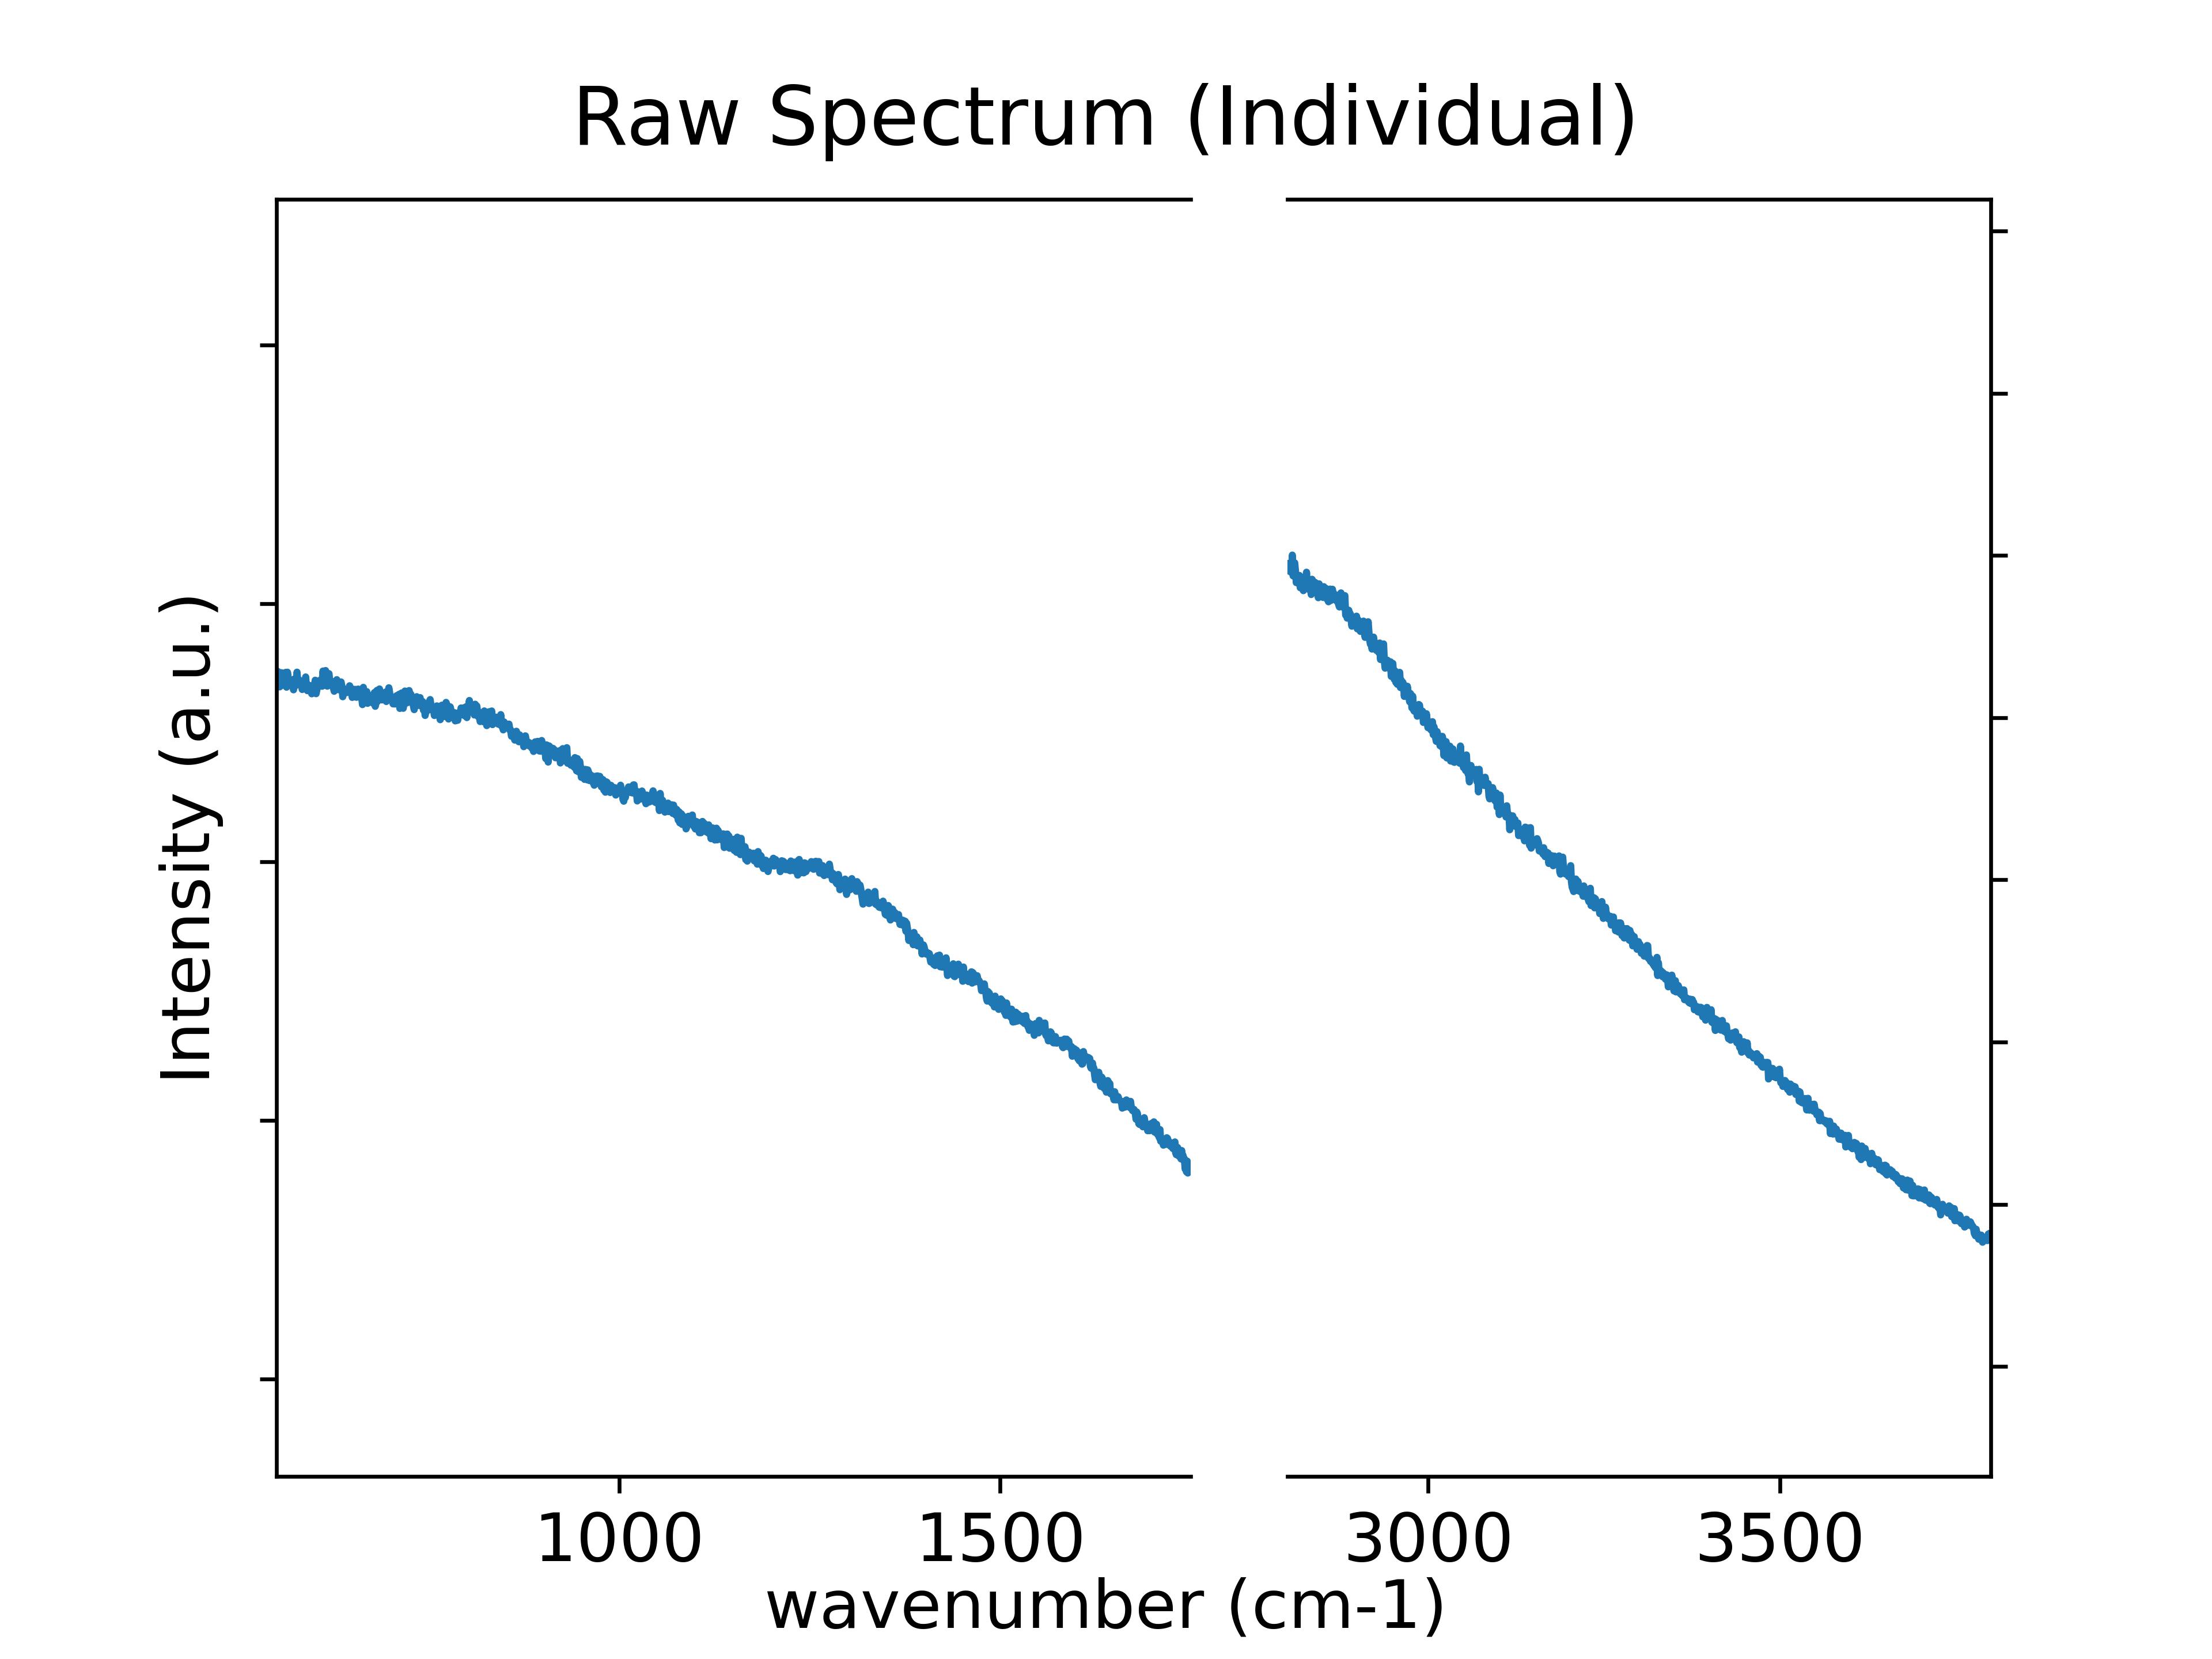 Raw Spectrum (Individual)
Intensity (a.u.)
1000 1500 3000 3500
wavenumber (cm-1)